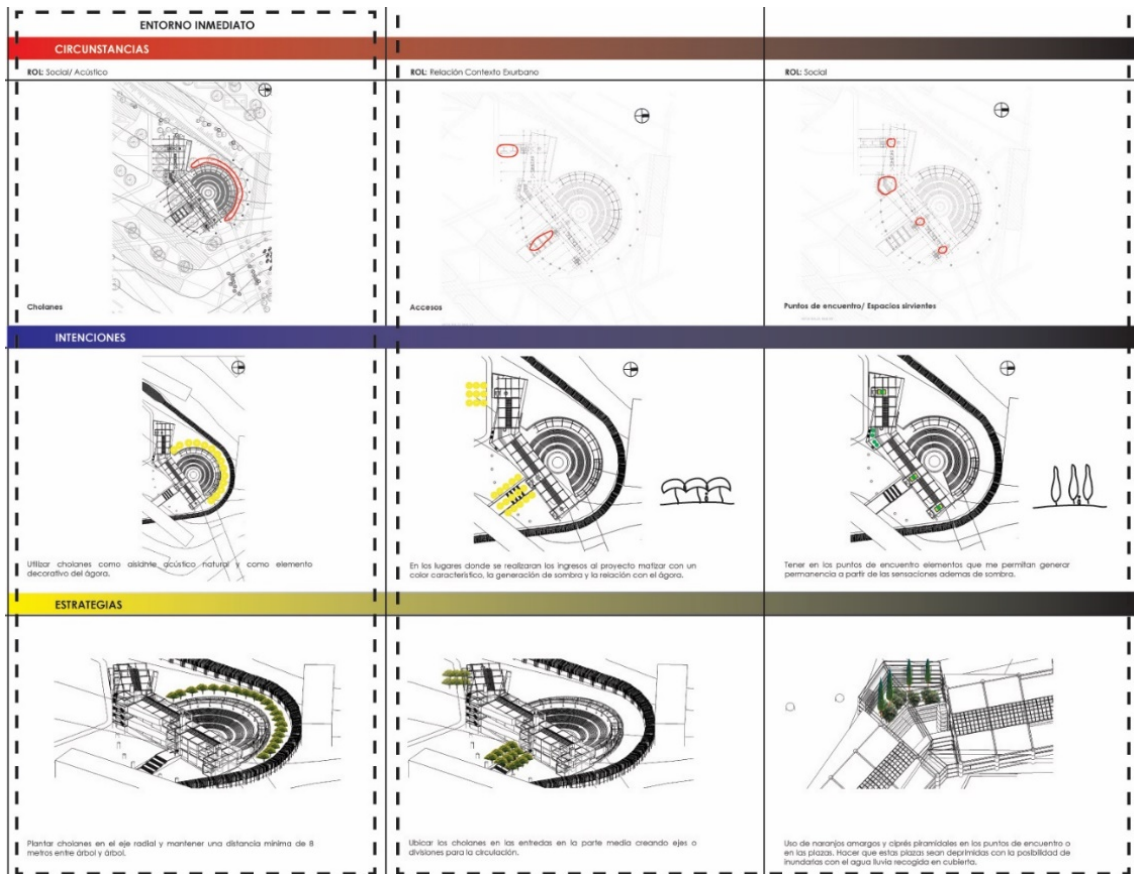 ENTORNO INMEDIATO
CIRCUNSTANCIAS
ROL: Social/ Acústico
ROL: Relación Contexto Exurbano
ROL: Social
Cholanes
Accesos
Puntos de encuentro/ Espacios sirvientes
INTENCIONES
Utilizar cholanes como aislante acústico natural y como elemento
decorativo del ágora.
En los lugares donde se realizaran los ingresos al proyecto matizar con un
color característico, la generación de sombra y la relación con el ágora.
Tener en los puntos de encuentro elementos que me permitan generar
permanencia a partir de las sensaciones ademas de sombra.
ESTRATEGIAS
Plantar cholanes en el eje radial y mantener una distancia mínima de 8
metros entre árbol y árbol.
Ubicar los cholanes en las entredas en la parte media creando ejes o
divisiones para la circulación.
Uso de naranjos amargos y ciprés piramidales en los puntos de encuentro o
en las plazas. Hacer que estas plazas sean deprimidas con la posibilidad de
inundarlas con el agua lluvia recogida en cubierta.